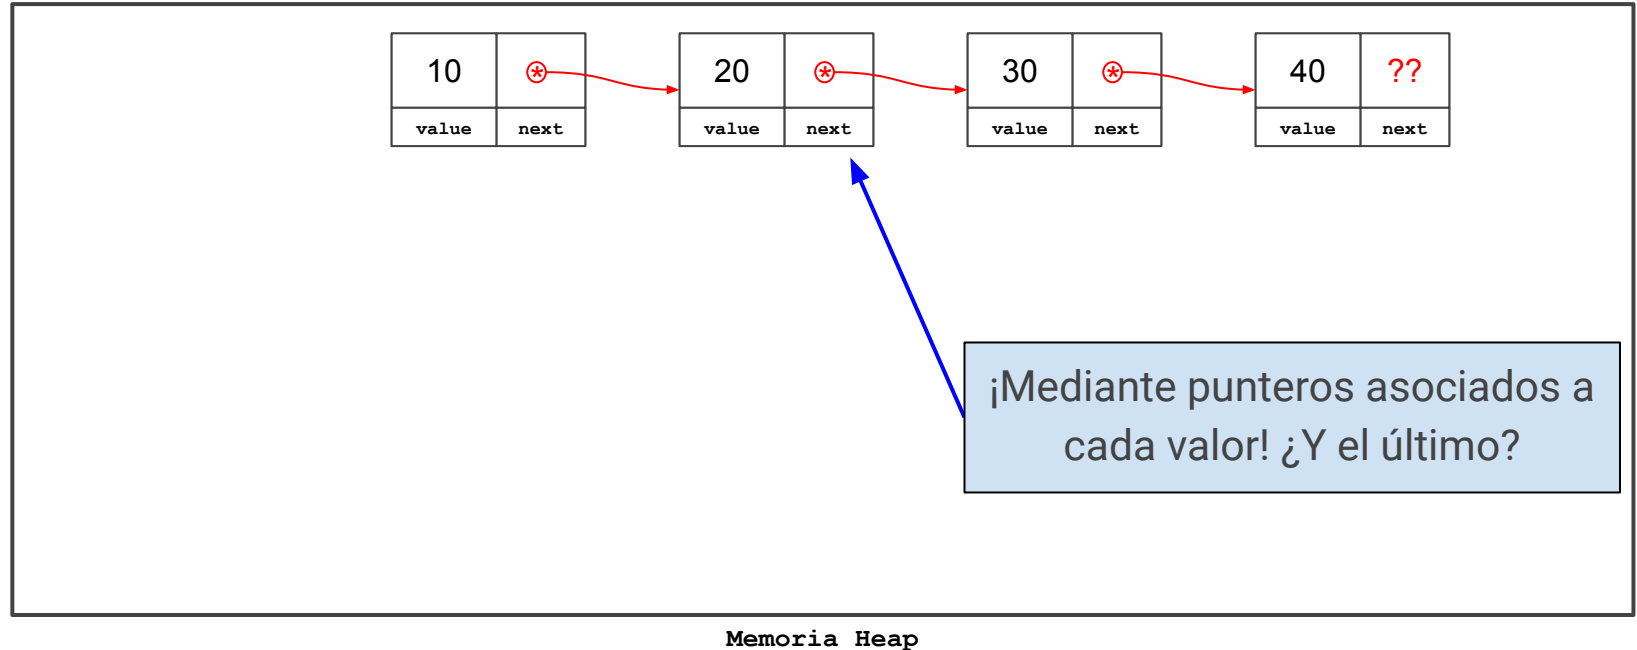 10 ⊛ 20 ⊛ 30 ⊛ 40 ??
value next value next value next value next
¡Mediante punteros asociados a
cada valor! ¿Y el último?
Memoria Heap